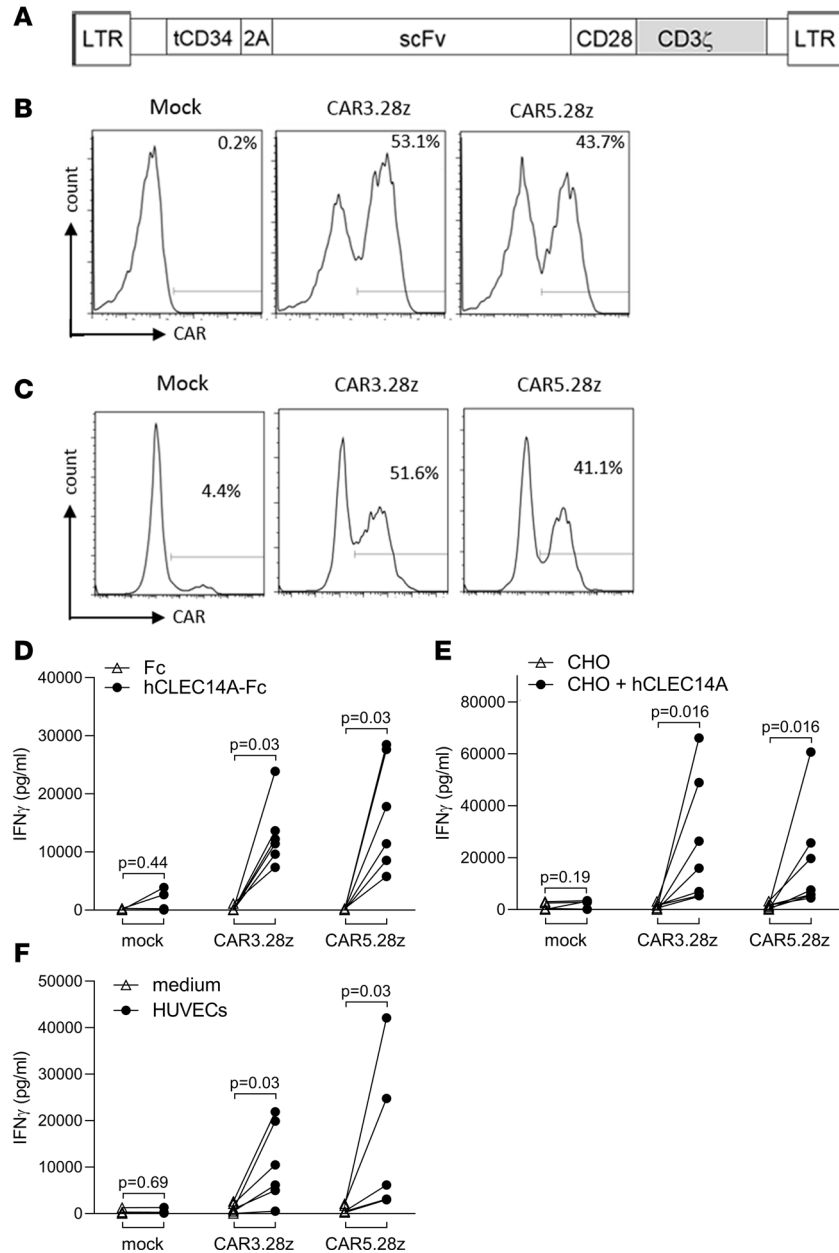 A
LTR tCD34 2A scFv CD28 CD3ζ LTR
B
Mock CAR3.28z CAR5.28z
0.2% 53.1% 43.7%
count
CAR
C
Mock CAR3.28z CAR5.28z
4.4% 51.6% 41.1%
count
CAR
D
Fc
hCLEC14A-Fc
IFNγ (pg/ml)
40000
30000
20000
10000
0
p=0.44 p=0.03 p=0.03
mock CAR3.28z CAR5.28z
E
CHO
CHO + hCLEC14A
IFNγ (pg/ml)
80000
60000
40000
20000
0
p=0.19 p=0.016 p=0.016
mock CAR3.28z CAR5.28z
F
medium
HUVECs
IFNγ (pg/ml)
50000
40000
30000
20000
10000
0
p=0.69 p=0.03 p=0.03
mock CAR3.28z CAR5.28z